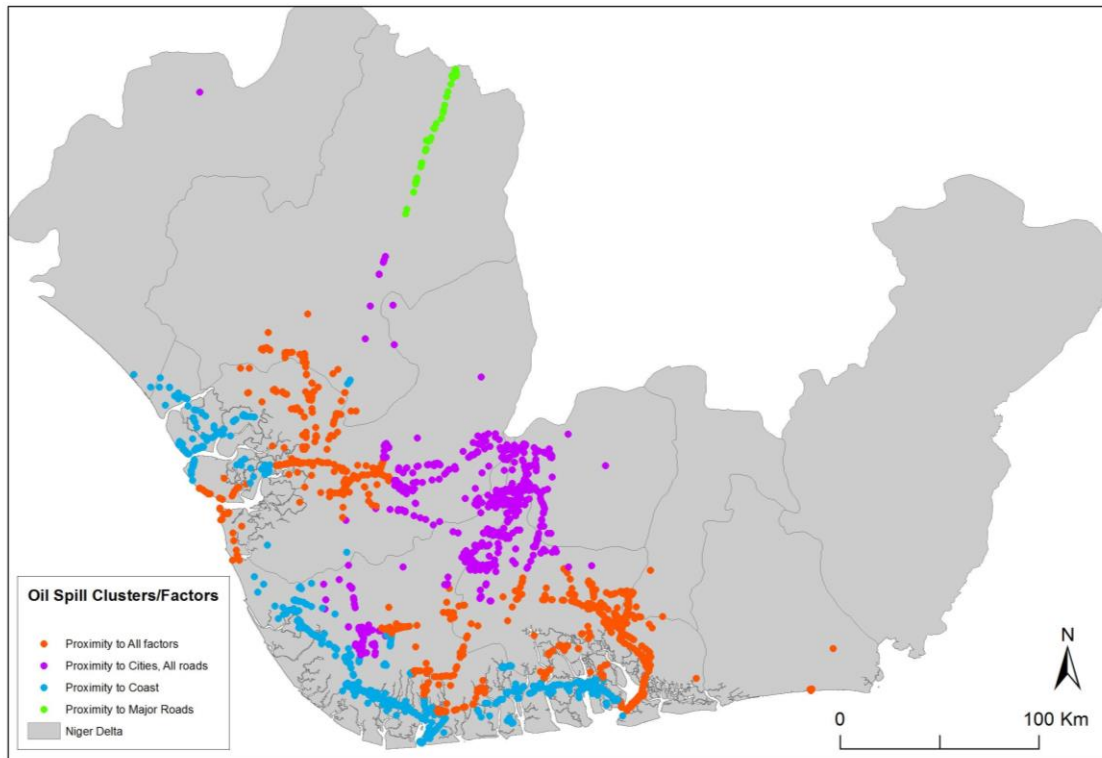 Oil Spill Clusters/Factors
Proximity to All factors
Proximity to Cities, All roads
Proximity to Coast
Proximity to Major Roads
Niger Delta
N
0 100 Km